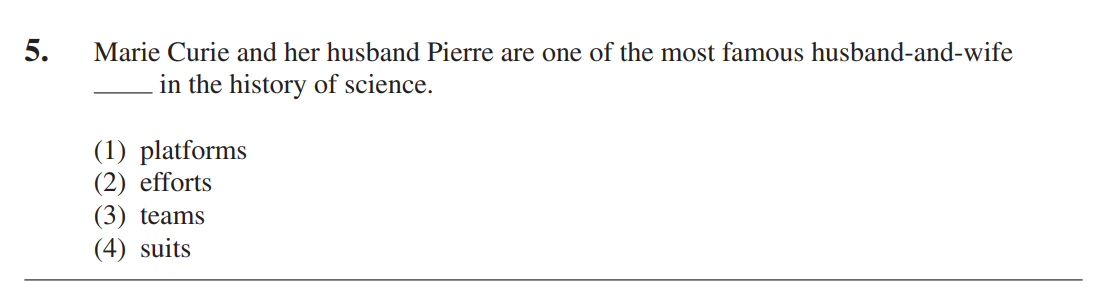 5. Marie Curie and her husband Pierre are one of the most famous husband-and-wife
_____ in the history of science.
(1) platforms
(2) efforts
(3) teams
(4) suits